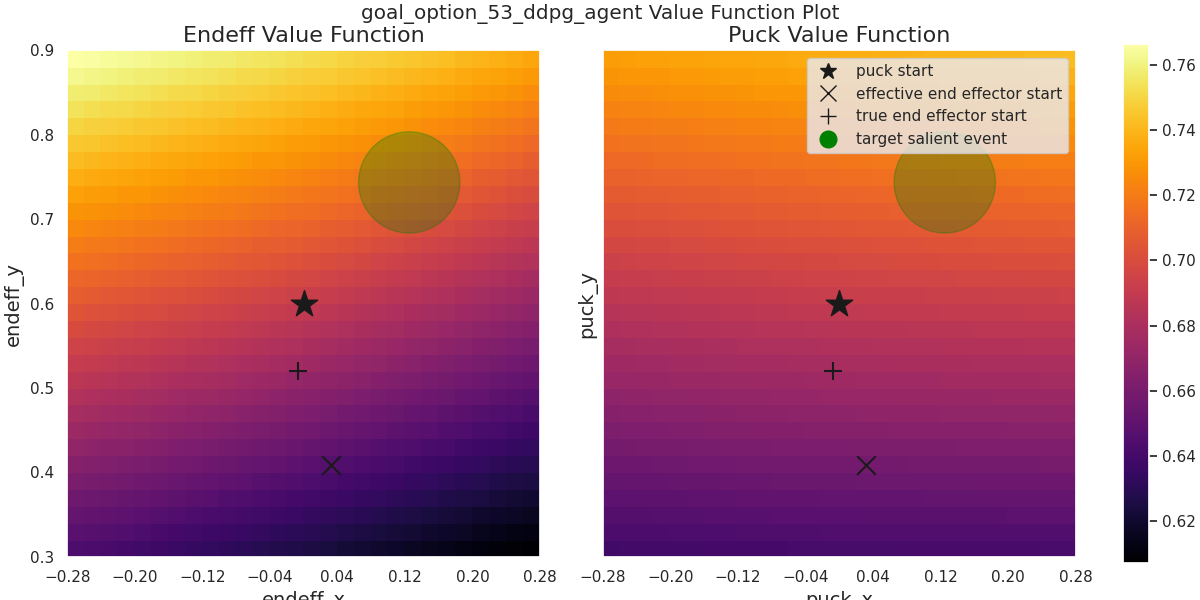 goal_option_53_ddpg_agent Value Function Plot
Endeff Value Function
Puck Value Function
0.9
0.8
0.7
0.6
0.5
0.4
0.3
endeff_y
−0.28 −0.20 −0.12 −0.04 0.04 0.12 0.20 0.28
endeff_x
puck start
effective end effector start
true end effector start
target salient event
puck_y
−0.28 −0.20 −0.12 −0.04 0.04 0.12 0.20 0.28
puck_x
0.76
0.74
0.72
0.70
0.68
0.66
0.64
0.62